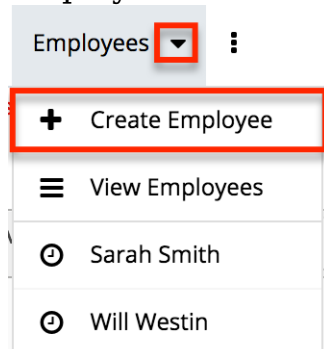 Employees
Create Employee
View Employees
Sarah Smith
Will Westin